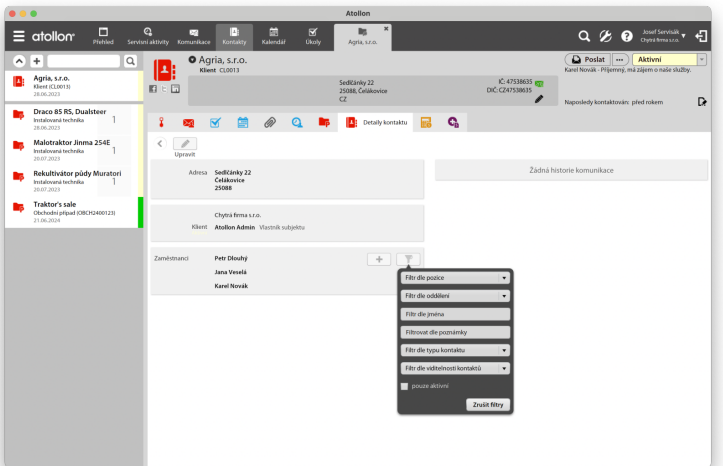 Atollon
atollon
Přehled
Servisní aktivity
Komunikace
Kontakty
Kalendář
Úkoly
Agria, s.r.o.
Josef Servisák
Chytrá firma s.r.o.
Agria, s.r.o.
Klient (CL0013)
28.06.2023
Draco 85 RS, Dualsteer
Instalovaná technika
28.06.2023
1
Malotraktor Jinma 254E
Instalovaná technika
20.07.2023
1
Rekultivátor půdy Muratori
Instalovaná technika
20.07.2023
1
Traktor's sale
Obchodní případ (OBCH2400123)
21.06.2024
Agria, s.r.o.
Klient CL0013
Sedlčánky 22
25088, Čelákovice
CZ
IČ: 47538635
DIČ: CZ47538635
Poslat
Aktivní
Karel Novák - Příjemný, má zájem o naše služby.
Naposledy kontaktován: před rokem
Detaily kontaktu
Upravit
Adresa Sedlčánky 22
Čelákovice
25088
Chytrá firma s.r.o.
Klient Atollon Admin Vlastník subjektu
Zaměstnanci Petr Dlouhý
Jana Veselá
Karel Novák
Žádná historie komunikace
Filtr dle pozice
Filtr dle oddělení
Filtr dle jména
Filtrovat dle poznámky
Filtr dle typu kontaktu
Filtr dle viditelnosti kontaktů
pouze aktivní
Zrušit filtry